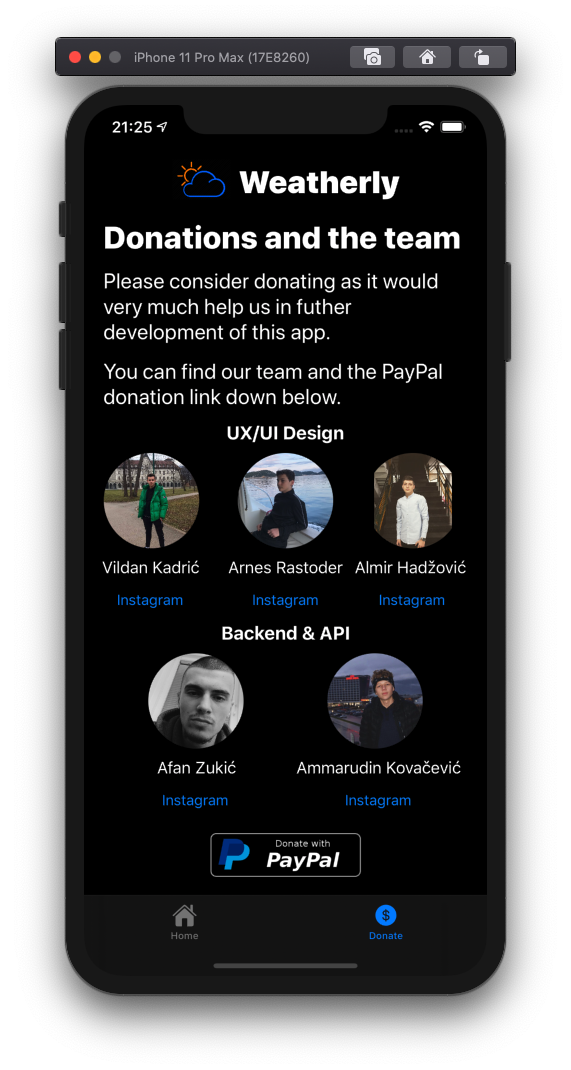 iPhone 11 Pro Max (17E8260)
21:25
Weatherly
Donations and the team
Please consider donating as it would
very much help us in futher
development of this app.
You can find our team and the PayPal
donation link down below.
UX/UI Design
Vildan Kadrić Arnes Rastoder Almir Hadžović
Instagram Instagram Instagram
Backend & API
Afan Zukić Ammarudin Kovačević
Instagram Instagram
Donate with
PayPal
Home Donate